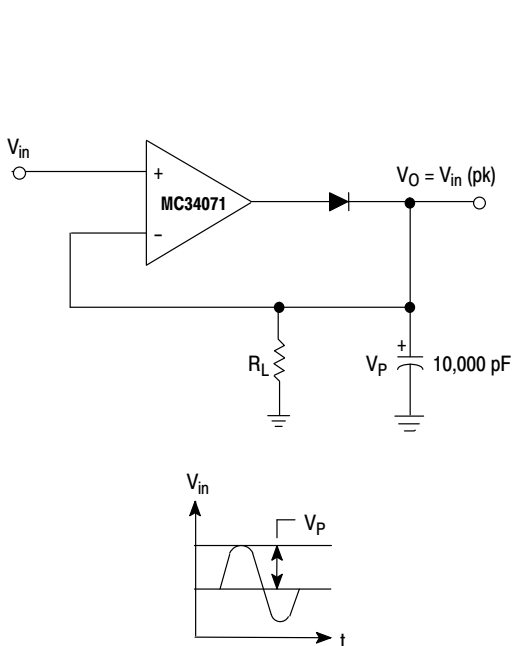 Vin
VO = Vin (pk)
+
MC34071
−
+
RL
VP
10,000 pF
Vin
VP
t